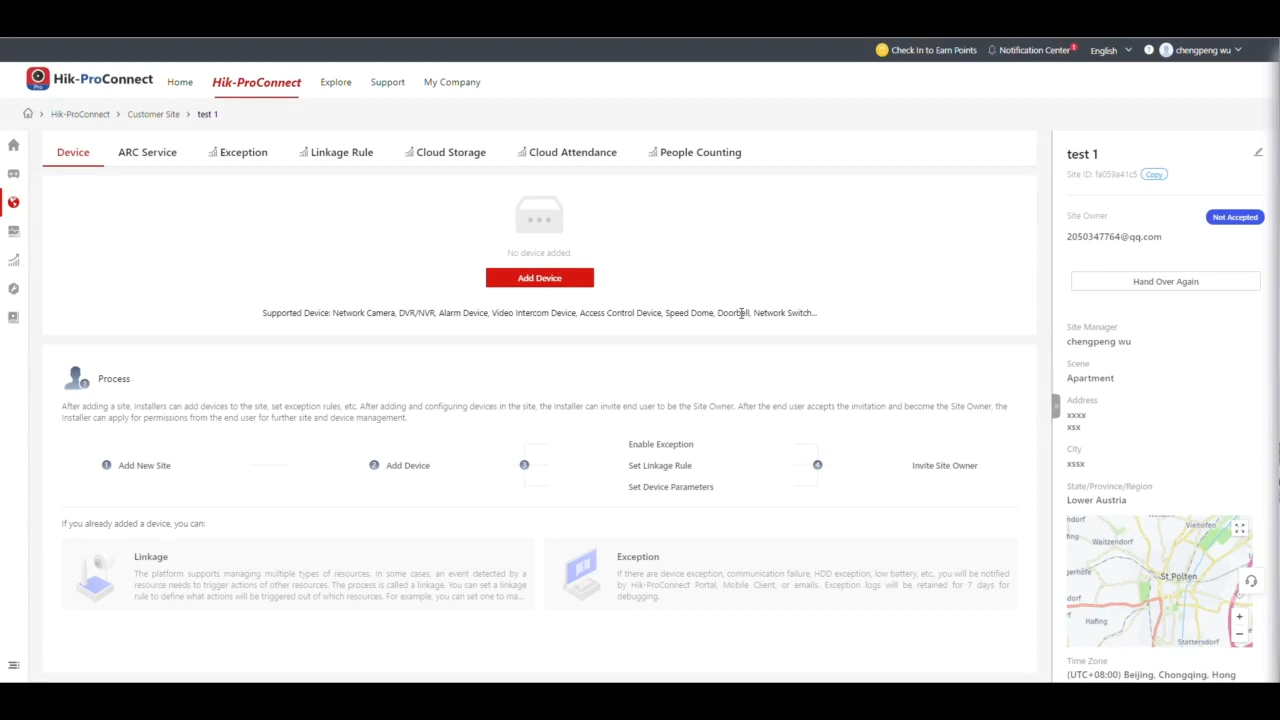 Check In to Earn Points
Notification Center
English
chengpeng wu
Hik-ProConnect
Home
Hik-ProConnect
Explore
Support
My Company
Hik-ProConnect > Customer Site > test 1
Device
ARC Service
Exception
Linkage Rule
Cloud Storage
Cloud Attendance
People Counting
No device added.
Add Device
Supported Device: Network Camera, DVR/NVR, Alarm Device, Video Intercom Device, Access Control Device, Speed Dome, Doorbell, Network Switch...
Process
After adding a site, Installers can add devices to the site, set exception rules, etc. After adding and configuring devices in the site, the Installer can invite end user to be the Site Owner. After the end user accepts the invitation and become the Site Owner, the
Installer can apply for permissions from the end user for further site and device management.
1 Add New Site
2 Add Device
3
Enable Exception
Set Linkage Rule
Set Device Parameters
4
Invite Site Owner
If you already added a device, you can:
Linkage
The platform supports managing multiple types of resources. In some cases, an event detected by a
resource needs to trigger actions of other resources. The process is called a linkage. You can set a linkage
rule to define what actions will be triggered out of which resources. For example, you can set one to ma...
Exception
If there are device exception, communication failure, HDD exception, low battery, etc., you will be notified
by Hik-ProConnect Portal, Mobile Client, or emails. Exception logs will be retained for 7 days for
debugging.
test 1
Site ID: fa059a41c5 Copy
Site Owner
Not Accepted
2050347764@qq.com
Hand Over Again
Site Manager
chengpeng wu
Scene
Apartment
Address
xxxx
xsx
City
xssx
State/Province/Region
Lower Austria
ndorf
Viehofen
fing
Waitzendorf
gerhöfe
St.Pölten
dorf
Hafing
Stattersdorf
+
−
Time Zone
(UTC+08:00) Beijing, Chongqing, Hong